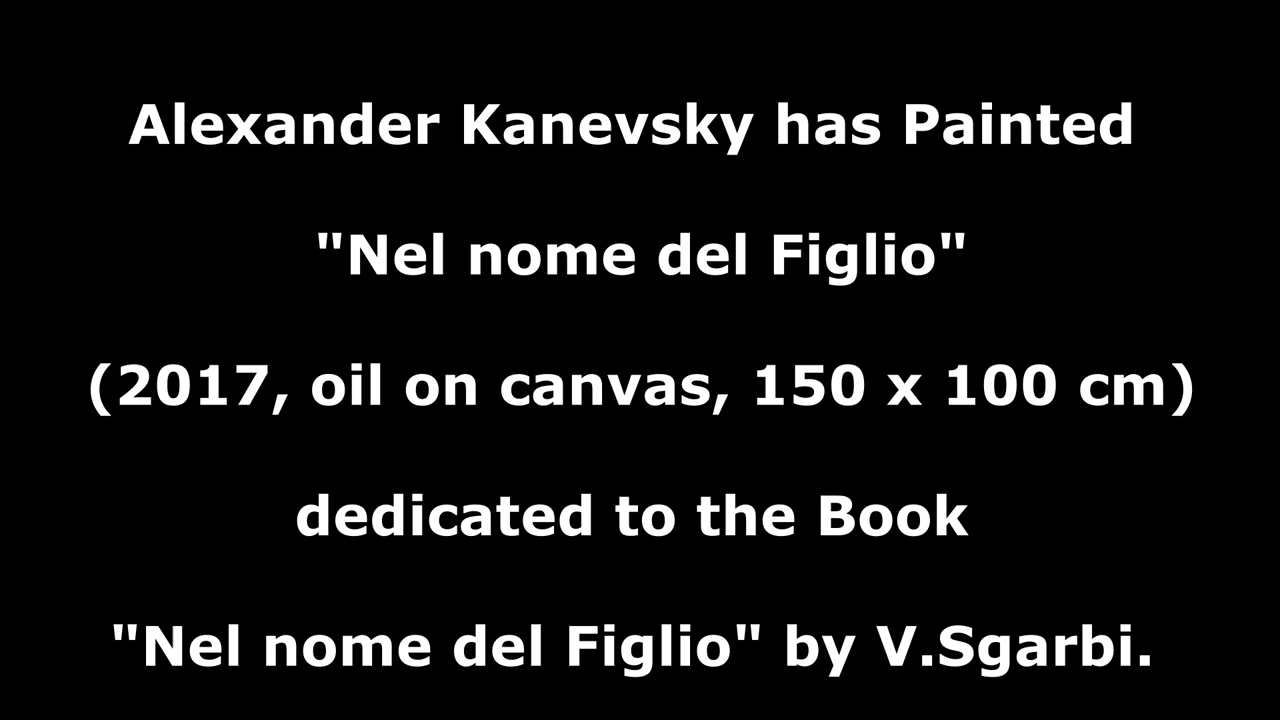 Alexander Kanevsky has Painted
"Nel nome del Figlio"
(2017, oil on canvas, 150 x 100 cm)
dedicated to the Book
"Nel nome del Figlio" by V.Sgarbi.